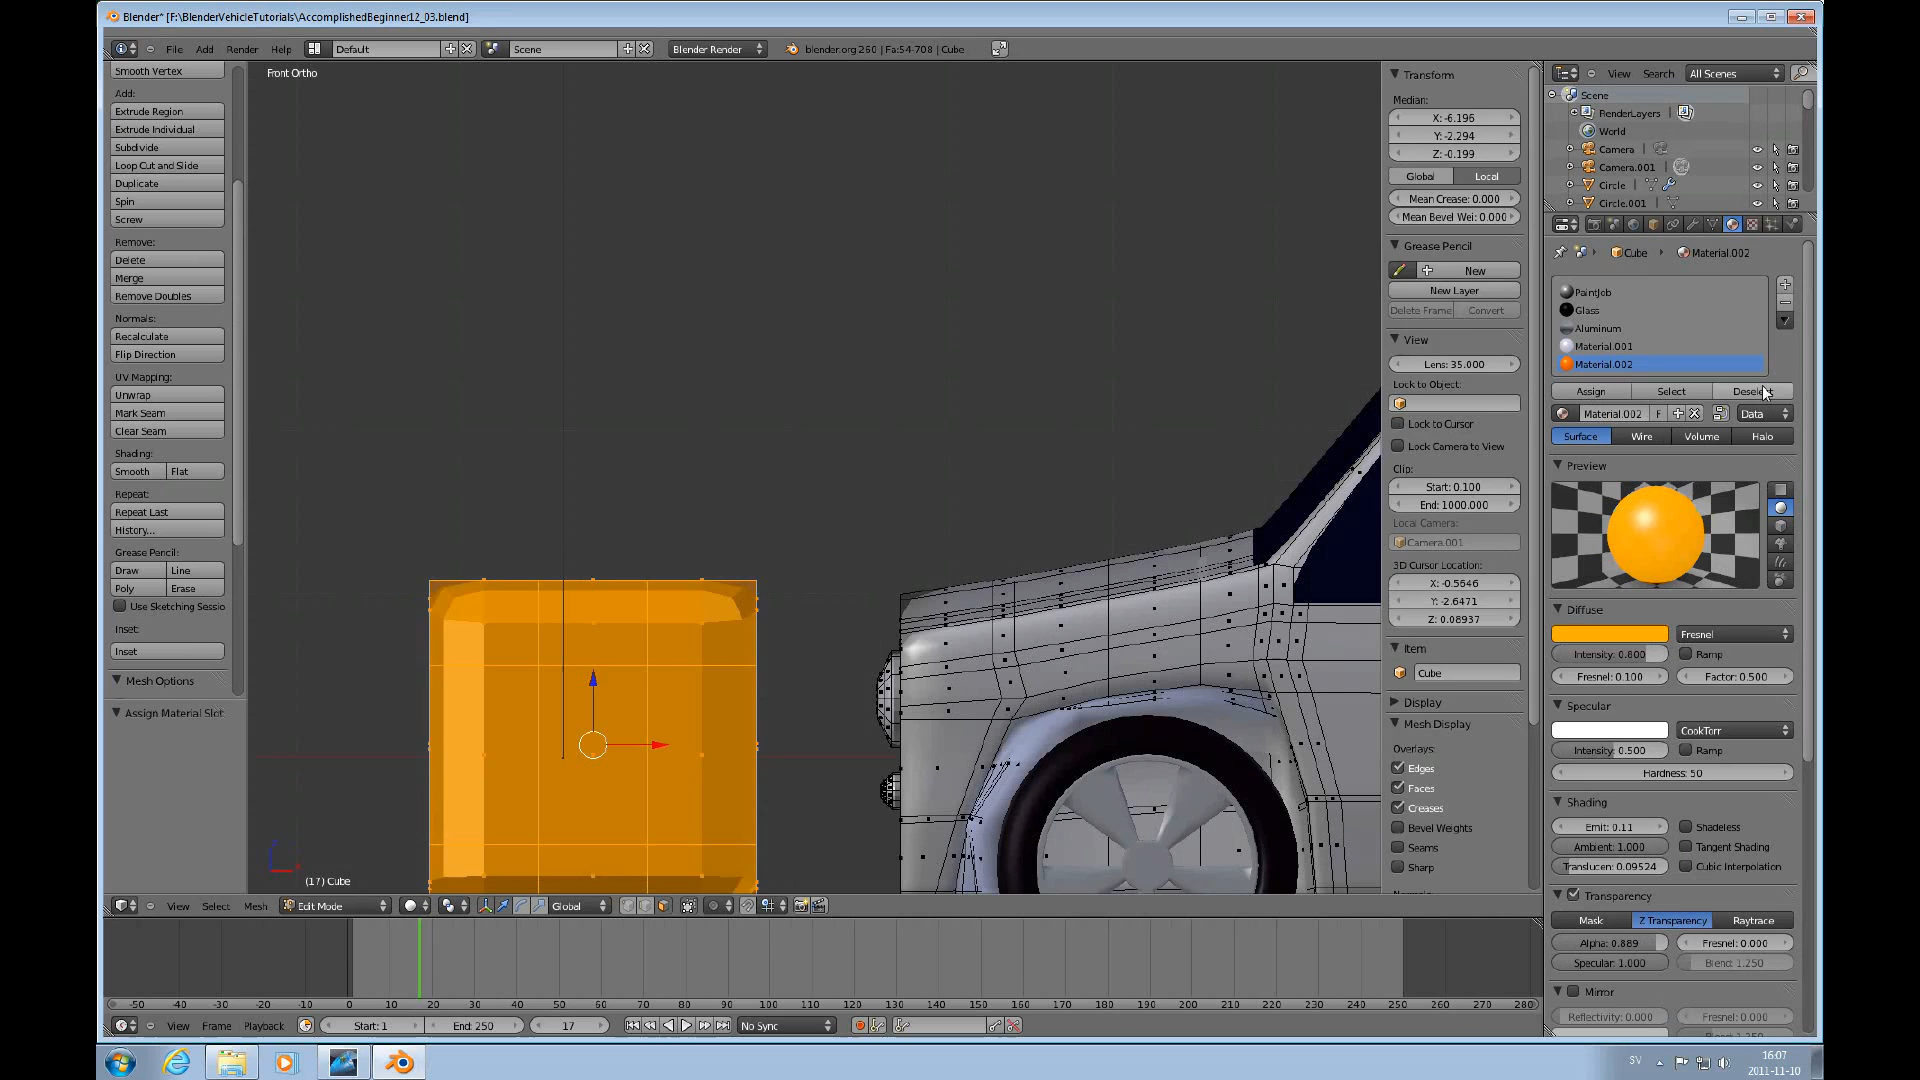 Blender* [F:\BlenderVehicleTutorials\AccomplishedBeginner12_03.blend]
File Add Render Help Default Scene Blender Render blender.org 260 | Fa:54-708 | Cube
Smooth Vertex
Add:
Extrude Region
Extrude Individual
Subdivide
Loop Cut and Slide
Duplicate
Spin
Screw
Remove:
Delete
Merge
Remove Doubles
Normals:
Recalculate
Flip Direction
UV Mapping:
Unwrap
Mark Seam
Clear Seam
Shading:
Smooth Flat
Repeat:
Repeat Last
History...
Grease Pencil:
Draw Line
Poly Erase
Use Sketching Sessio
Inset:
Inset
Mesh Options
Assign Material Slot
Front Ortho
(17) Cube
Transform
Median:
X: -6.196
Y: -2.294
Z: -0.199
Global Local
Mean Crease: 0.000
Mean Bevel Wei: 0.000
Grease Pencil
New
New Layer
Delete Frame Convert
View
Lens: 35.000
Lock to Object:
Lock to Cursor
Lock Camera to View
Clip:
Start: 0.100
End: 1000.000
Local Camera:
Camera.001
3D Cursor Location:
X: -0.5646
Y: -2.6471
Z: 0.08937
Item
Cube
Display
Mesh Display
Overlays:
Edges
Faces
Creases
Bevel Weights
Seams
Sharp
View Search All Scenes
Scene
RenderLayers
World
Camera
Camera.001
Circle
Circle.001
Cube Material.002
PaintJob
Glass
Aluminum
Material.001
Material.002
Assign Select Deselect
Material.002 F Data
Surface Wire Volume Halo
Preview
Diffuse
Fresnel
Intensity: 0.800 Ramp
Fresnel: 0.100 Factor: 0.500
Specular
CookTorr
Intensity: 0.500 Ramp
Hardness: 50
Shading
Emit: 0.11 Shadeless
Ambient: 1.000 Tangent Shading
Translucen: 0.09524 Cubic Interpolation
Transparency
Mask Z Transparency Raytrace
Alpha: 0.889 Fresnel: 0.000
Specular: 1.000 Blend: 1.250
Mirror
Reflectivity: 0.000 Fresnel: 0.000
View Select Mesh Edit Mode Global
-50 -40 -30 -20 -10 0 10 20 30 40 50 60 70 80 90 100 110 120 130 140 150 160 170 180 190 200 210 220 230 240 250 260 270 280
View Frame Playback Start: 1 End: 250 17 No Sync
SV 16:07
2011-11-10